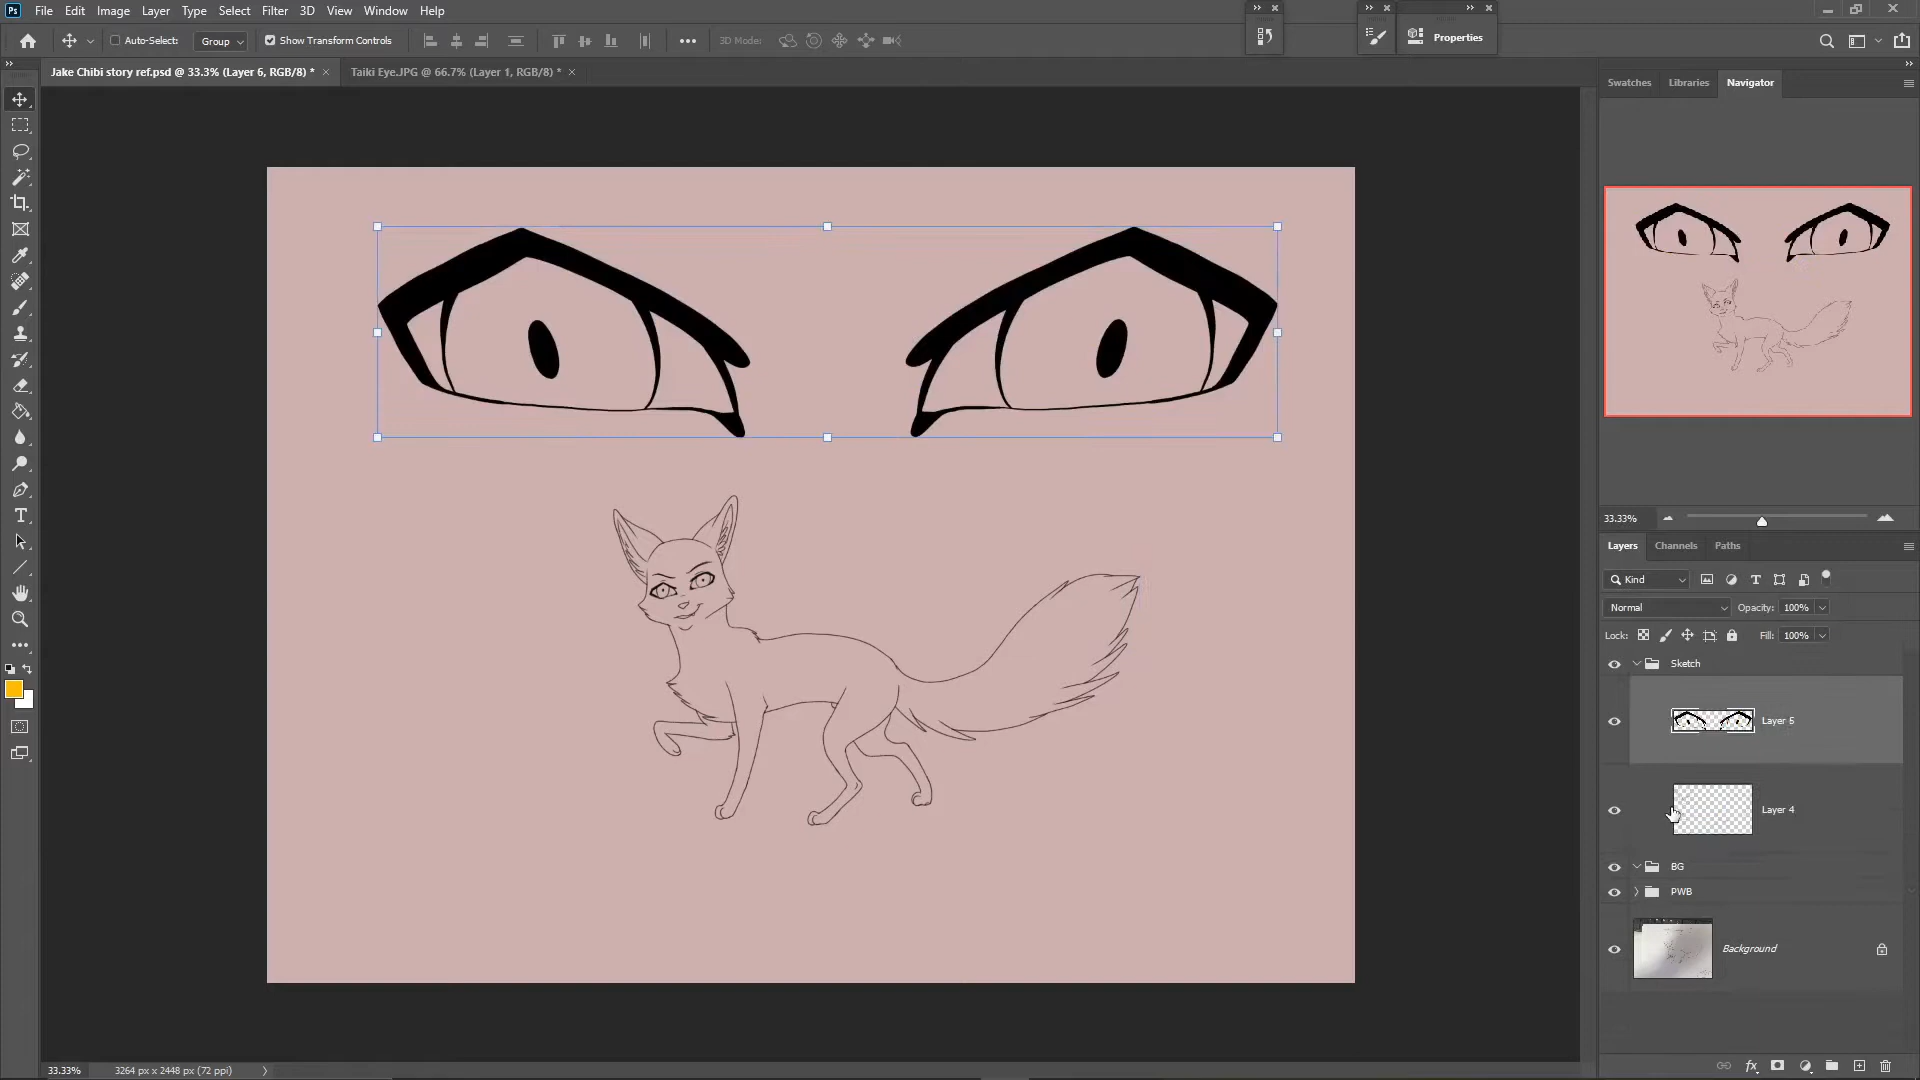 Ps File Edit Image Layer Type Select Filter 3D View Window Help
Auto-Select: Group Show Transform Controls 3D Mode: Properties
Jake Chibi story ref.psd @ 33.3% (Layer 6, RGB/8) * × Taiki Eye.JPG @ 66.7% (Layer 1, RGB/8) * ×
Swatches Libraries Navigator
33.33%
Layers Channels Paths
Kind
Normal Opacity: 100%
Lock: Fill: 100%
Sketch
Layer 5
Layer 4
BG
PWB
Background
33.33% 3264 px x 2448 px (72 ppi)